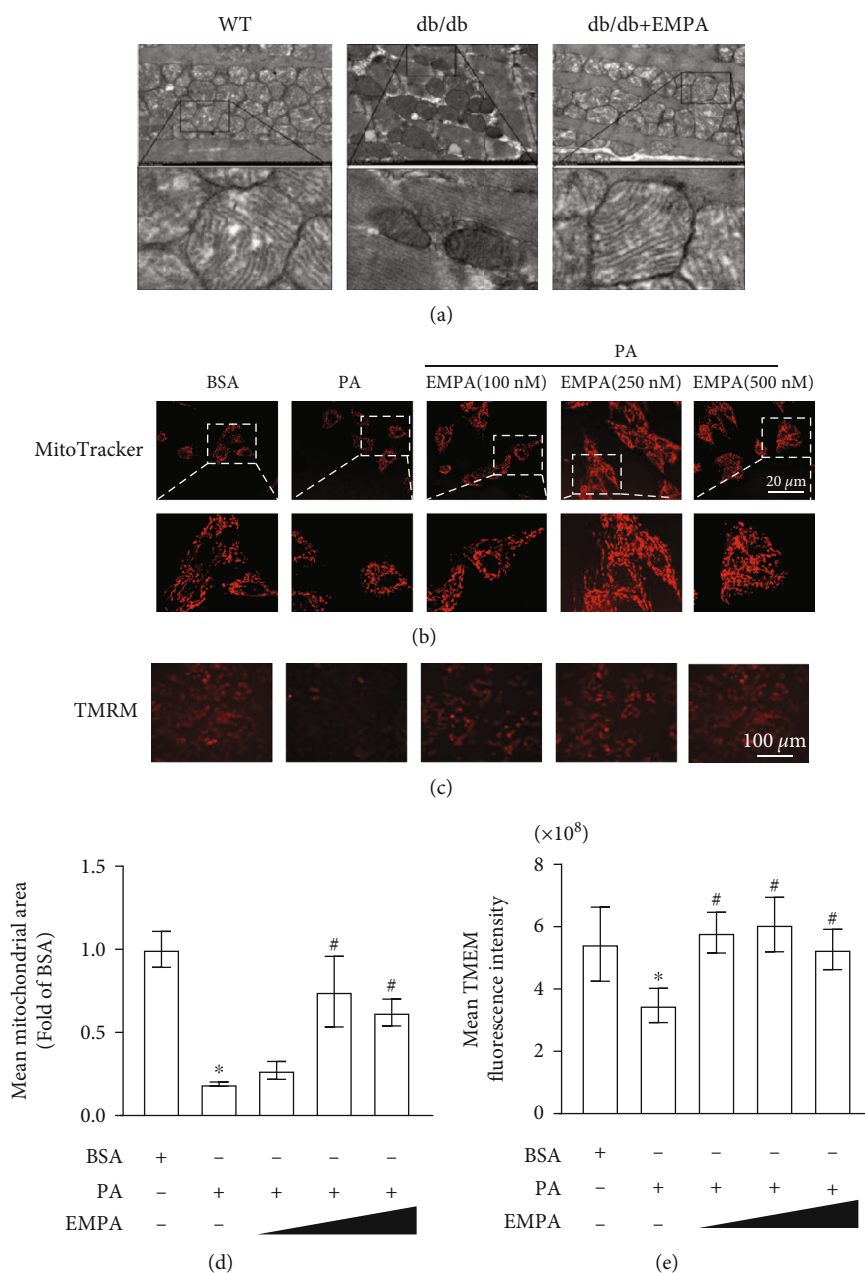 WT db/db db/db+EMPA
(a)
PA
BSA PA EMPA(100 nM) EMPA(250 nM) EMPA(500 nM)
MitoTracker
20 μm
(b)
TMRM
100 μm
(c)
Mean mitochondrial area
(Fold of BSA)
1.5
1.0
0.5
0.0
*
#
#
BSA + – – – –
PA – + + + +
EMPA – –
(d)
(×10⁸)
Mean TMEM
fluorescence intensity
8
6
4
2
0
*
#
#
#
BSA + – – – –
PA – + + + +
EMPA – –
(e)